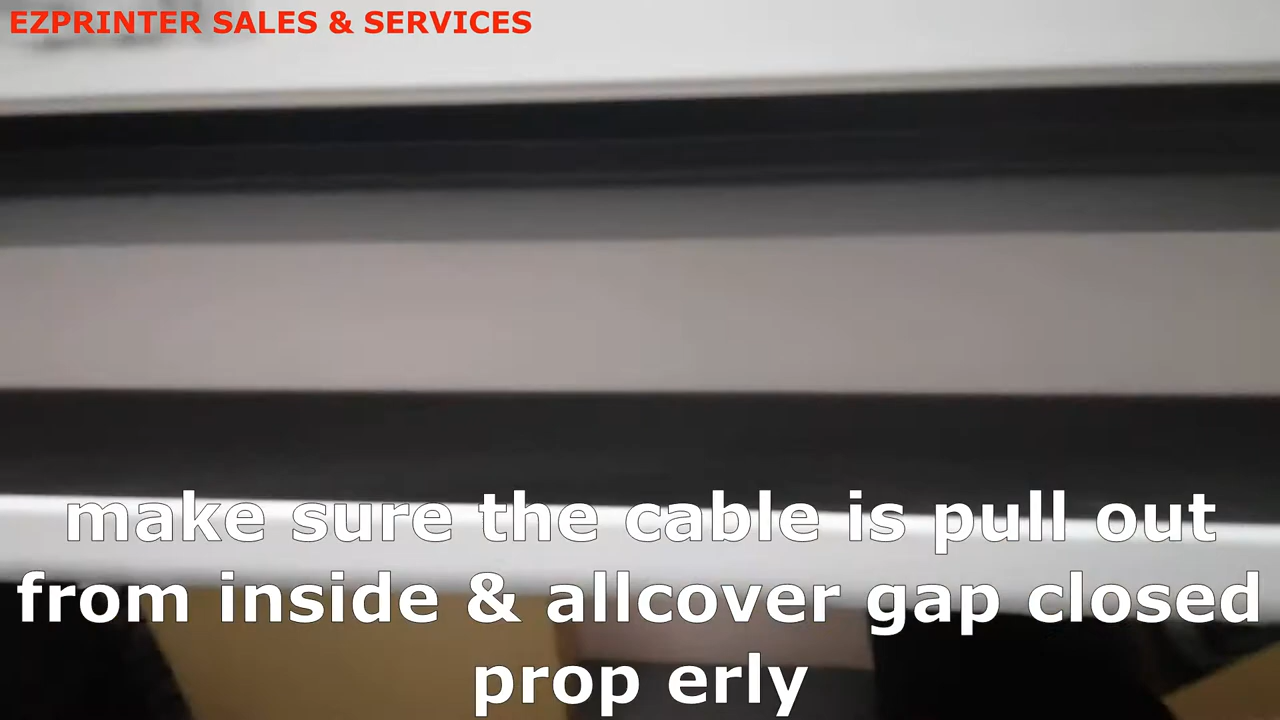 EZPRINTER SALES & SERVICES
make sure the cable is pull out
from inside & allcover gap closed
prop erly